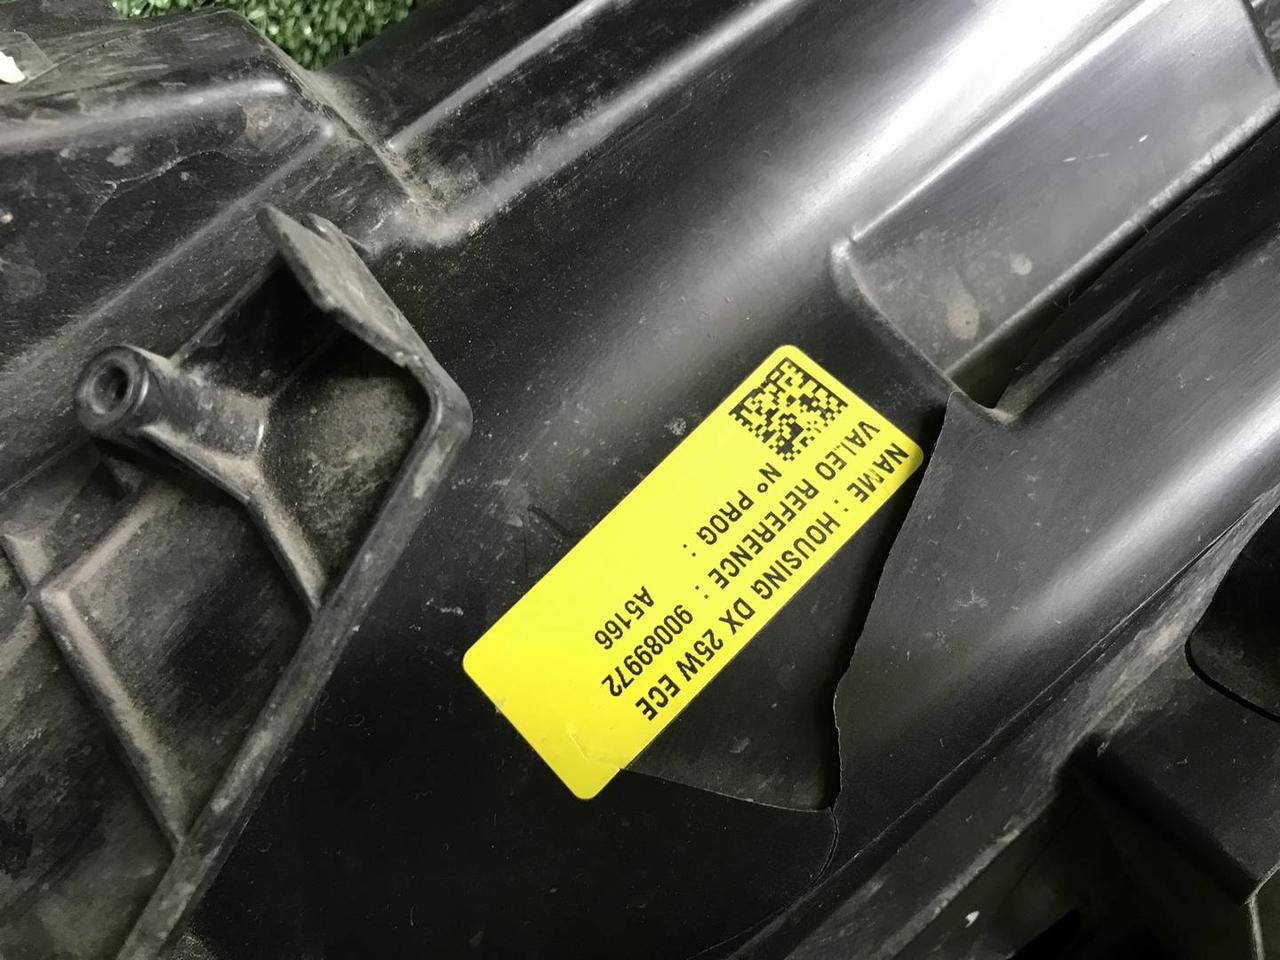 NAME : HOUSING DX 25W ECE
VALEO REFERENCE : 90089972
N° PROG : A5166